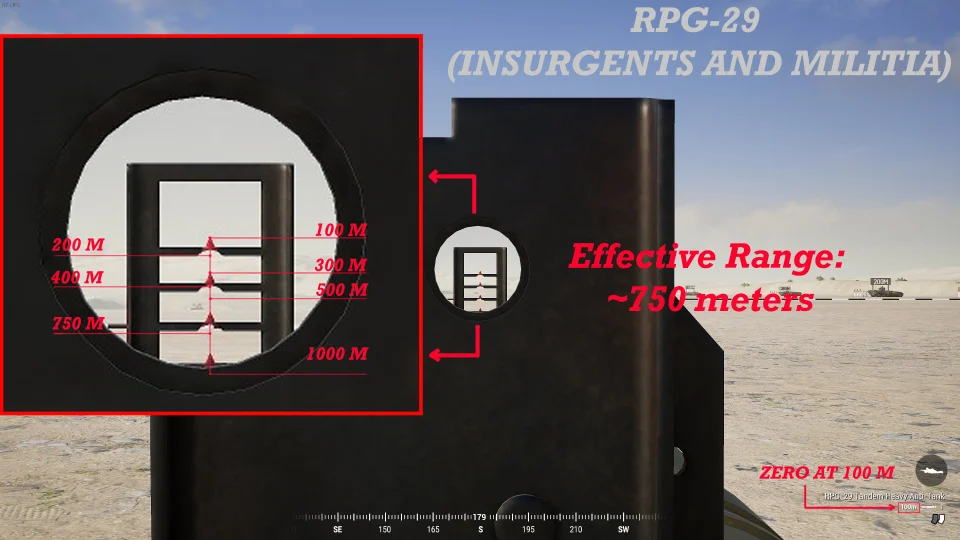 RPG-29
(INSURGENTS AND MILITIA)
100 M
200 M
300 M
400 M
500 M
750 M
1000 M
Effective Range:
~750 meters
200M
ZERO AT 100 M
RPG-29 Tandem Heavy Anti-Tank
100m
179
SE 150 165 S 195 210 SW